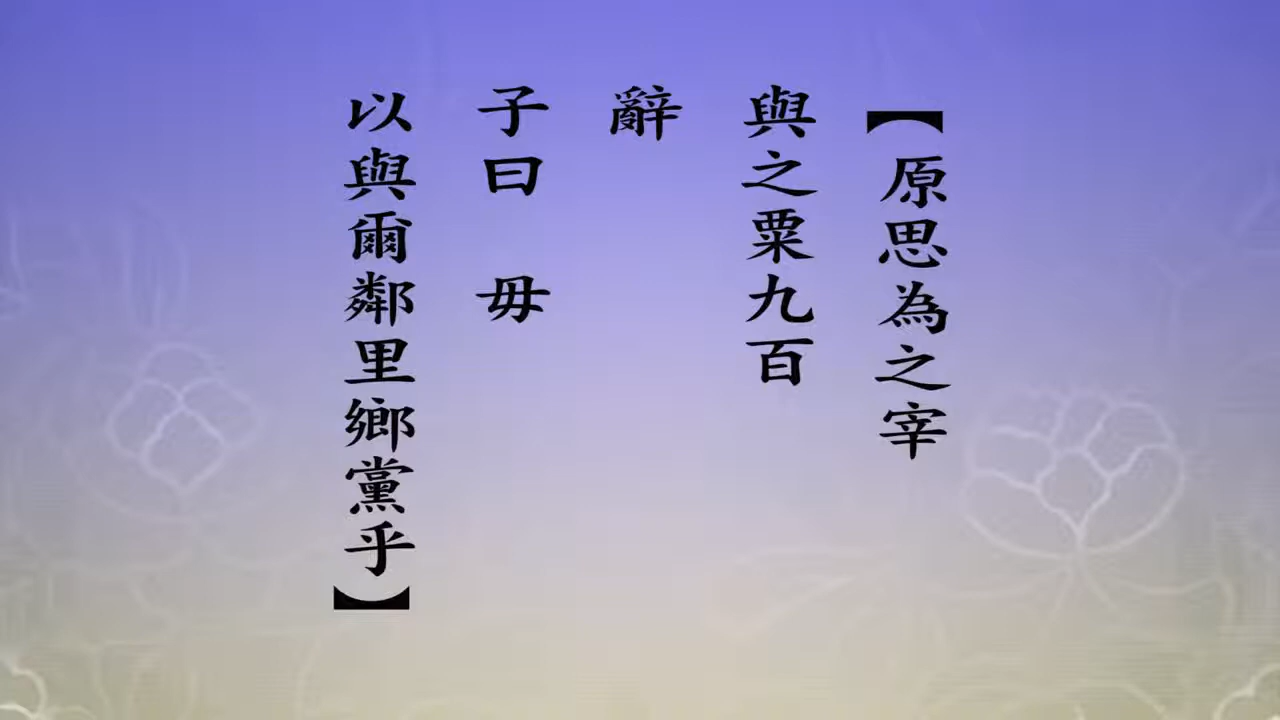 【原思為之宰
與之粟九百
辭
子曰　毋
以與爾鄰里鄉黨乎】